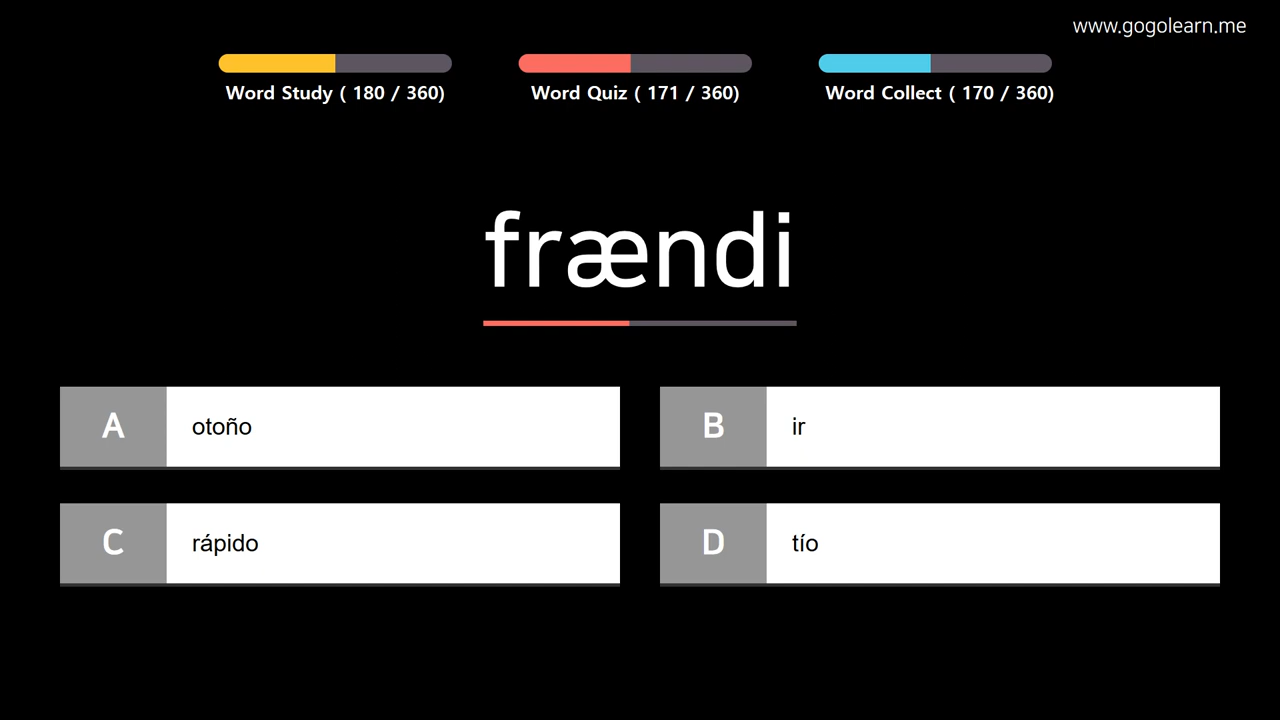 www.gogolearn.me
Word Study ( 180 / 360)
Word Quiz ( 171 / 360)
Word Collect ( 170 / 360)
frændi
A otoño
B ir
C rápido
D tío